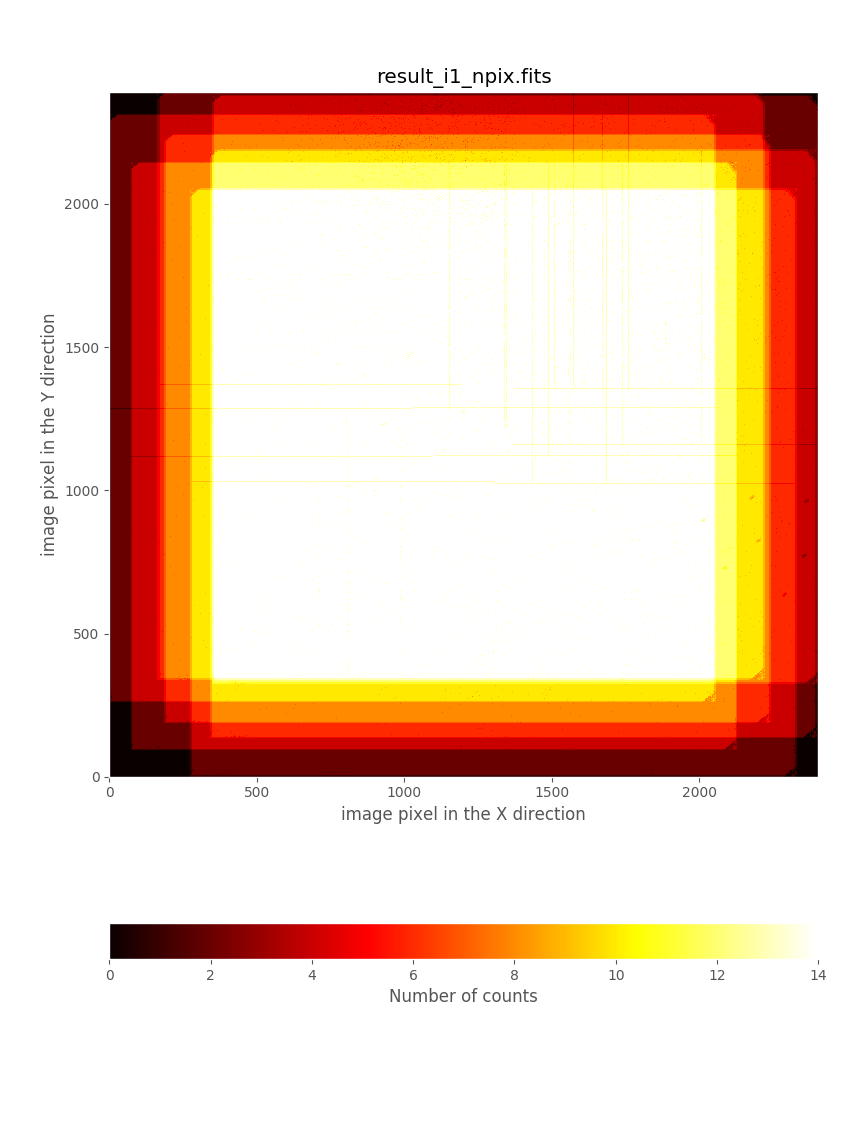 result_i1_npix.fits
image pixel in the Y direction
2000
1500
1000
500
0
0 500 1000 1500 2000
image pixel in the X direction
0 2 4 6 8 10 12 14
Number of counts